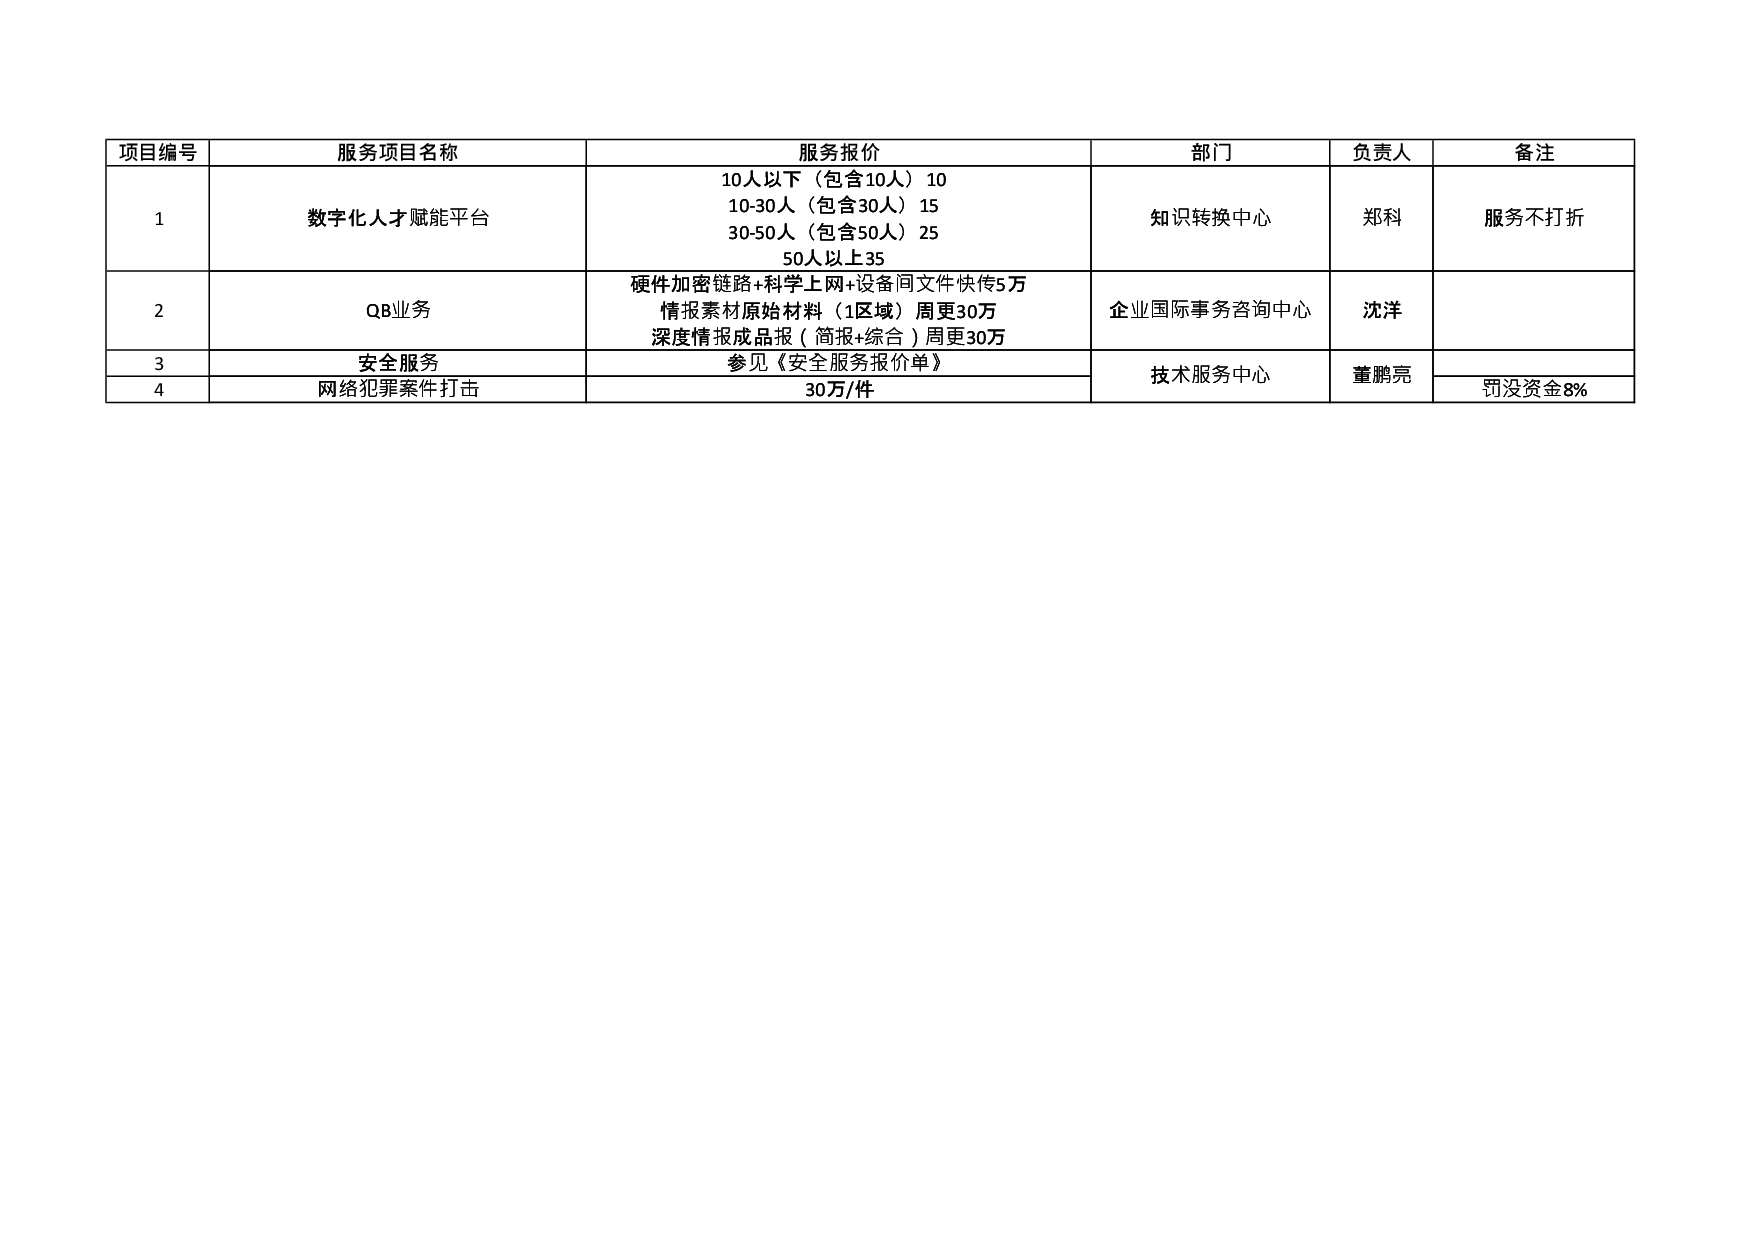 项目编号 服务项目名称 服务报价 部门 负责人 备注
1 数字化人才赋能平台 10人以下（包含10人）10 知识转换中心 郑科 服务不打折
10-30人（包含30人）15
30-50人（包含50人）25
50人以上35
2 QB业务 硬件加密链路+科学上网+设备间文件快传5万 企业国际事务咨询中心 沈洋
情报素材原始材料（1区域）周更30万
深度情报成品报（简报+综合）周更30万
3 安全服务 参见《安全服务报价单》 技术服务中心 董鹏亮
4 网络犯罪案件打击 30万/件 罚没资金8%